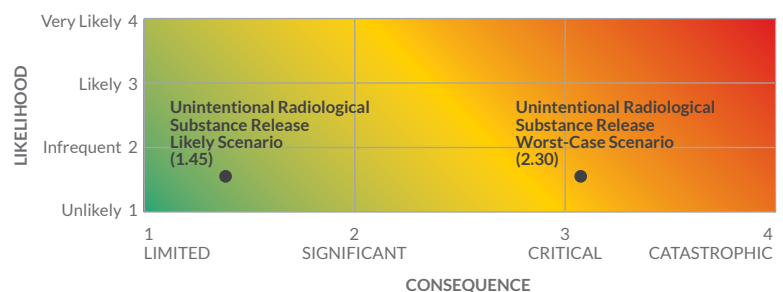 Very Likely 4
Likely 3
Infrequent 2
Unlikely 1
LIKELIHOOD
Unintentional Radiological
Substance Release
Likely Scenario
(1.45)
Unintentional Radiological
Substance Release
Worst-Case Scenario
(2.30)
1 2 3 4
LIMITED SIGNIFICANT CRITICAL CATASTROPHIC
CONSEQUENCE